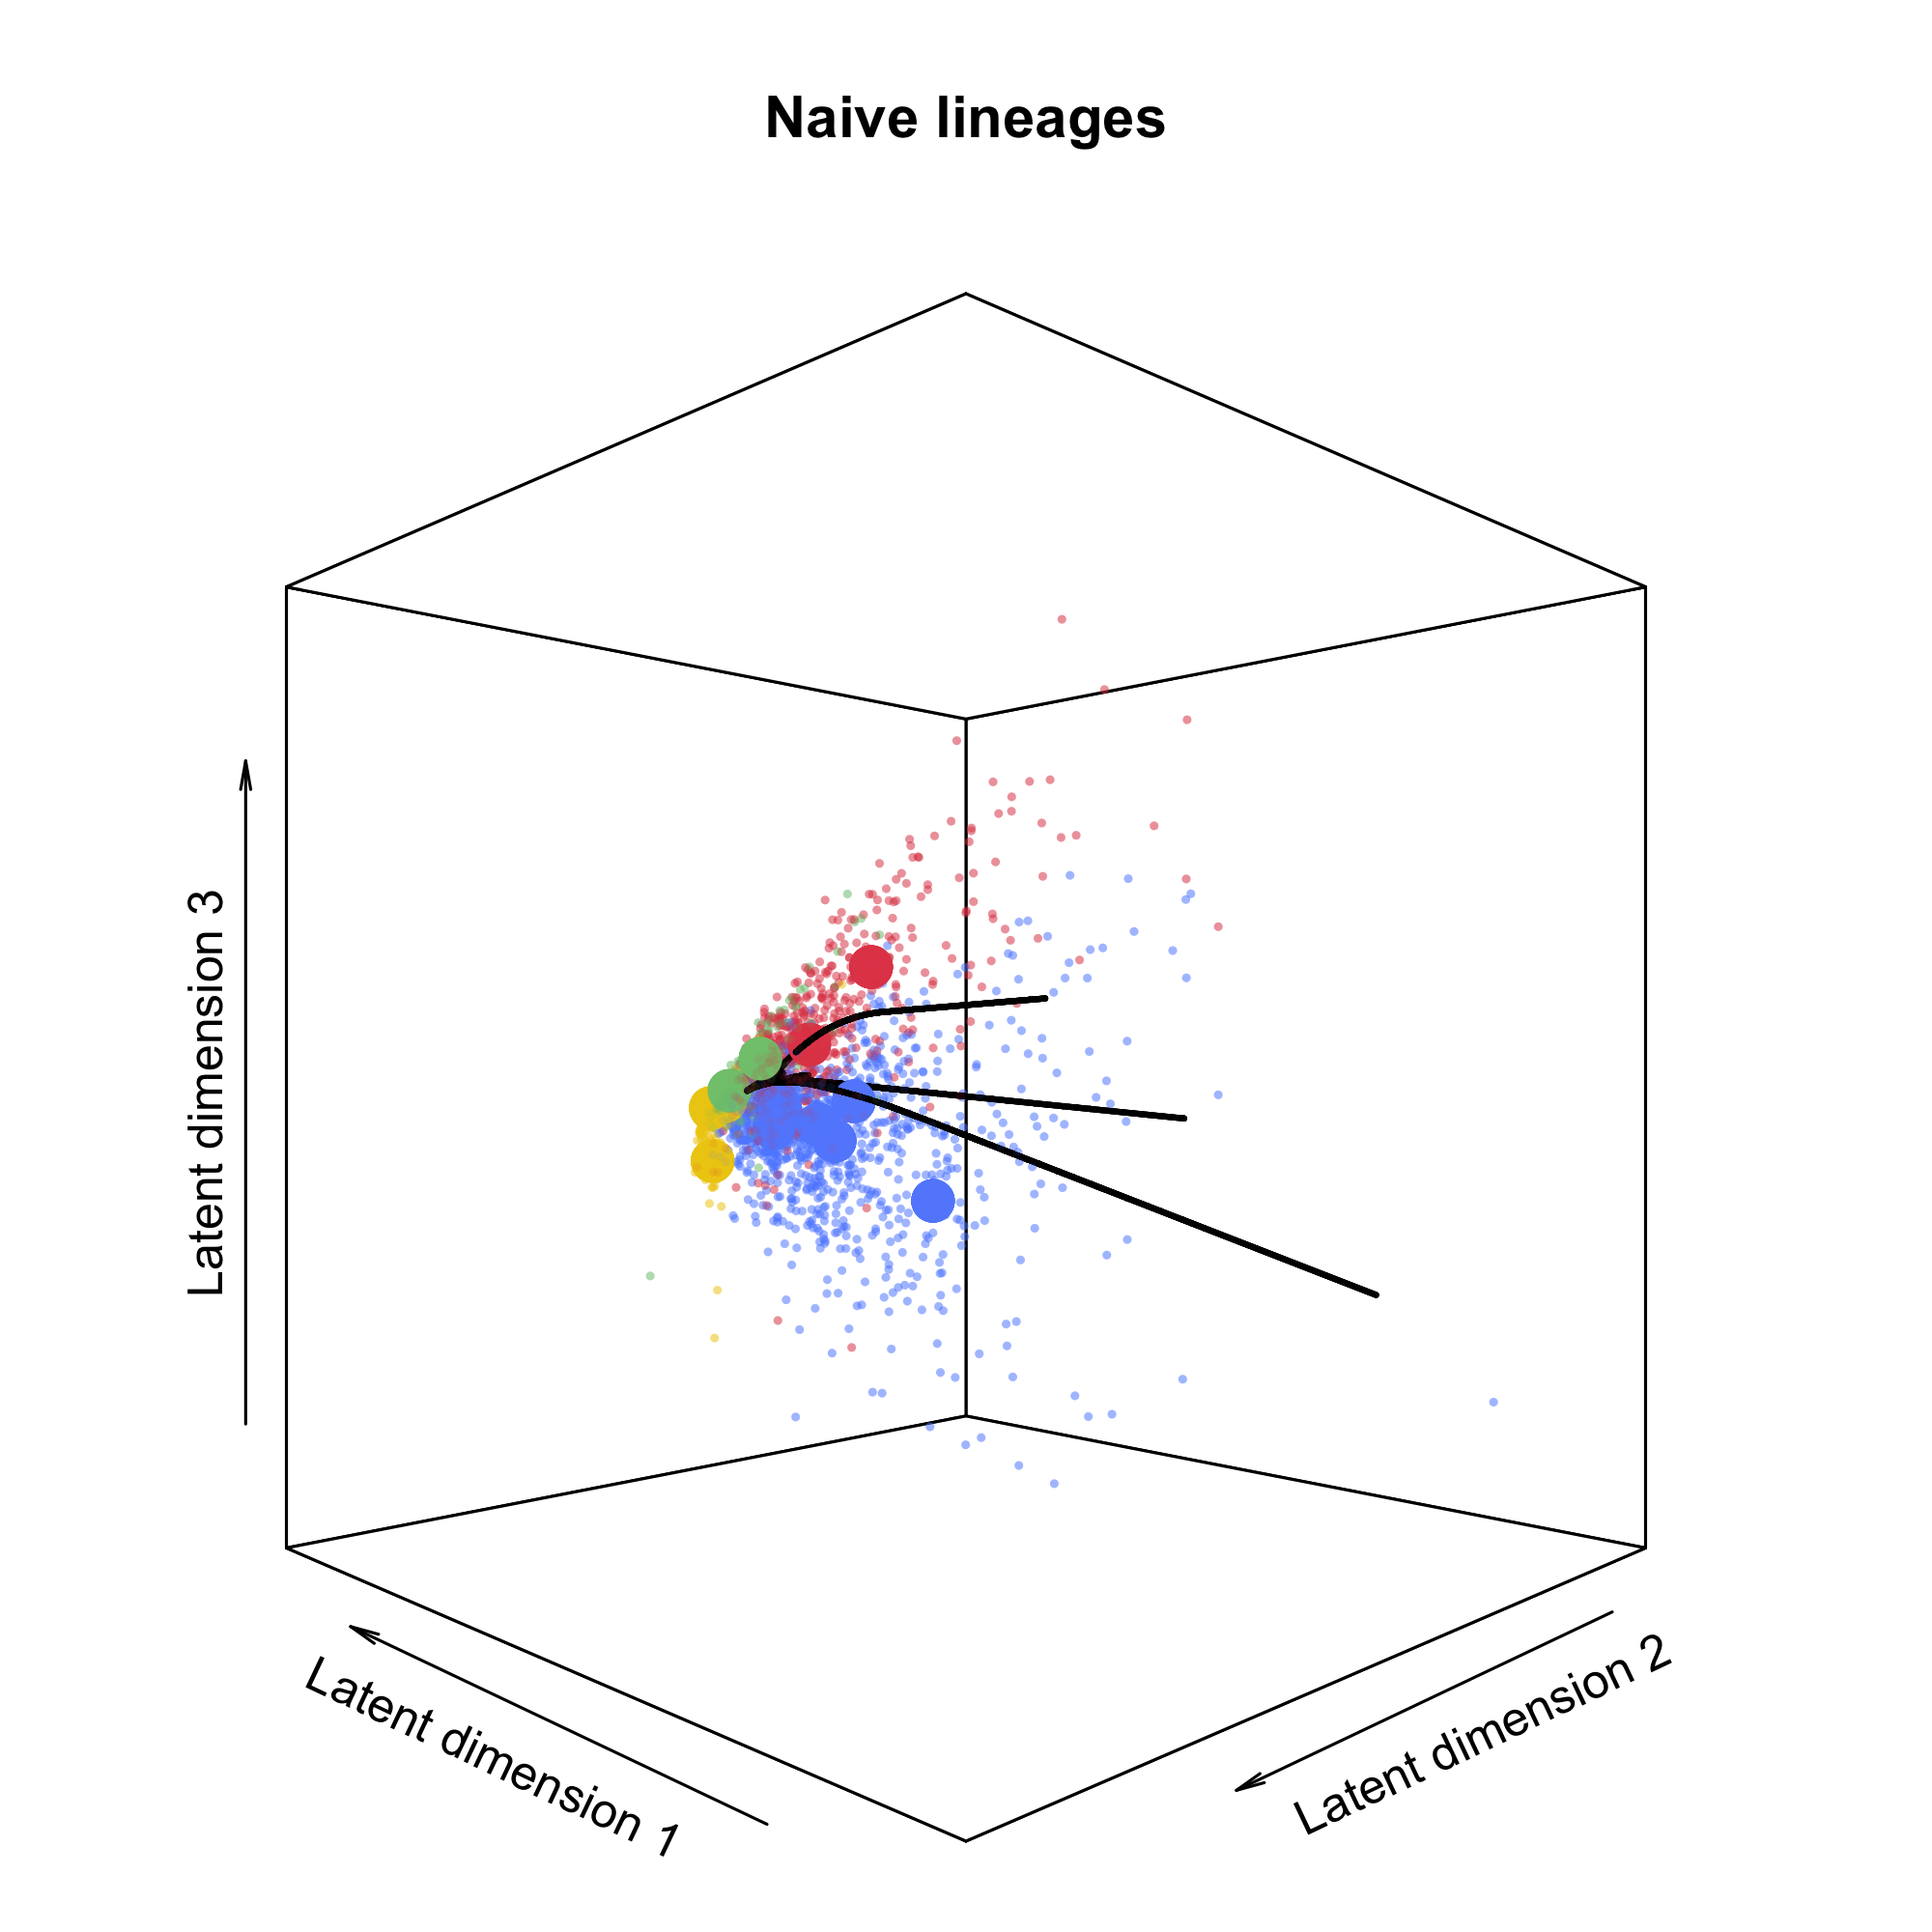 Naive lineages
Latent dimension 3
Latent dimension 1
Latent dimension 2